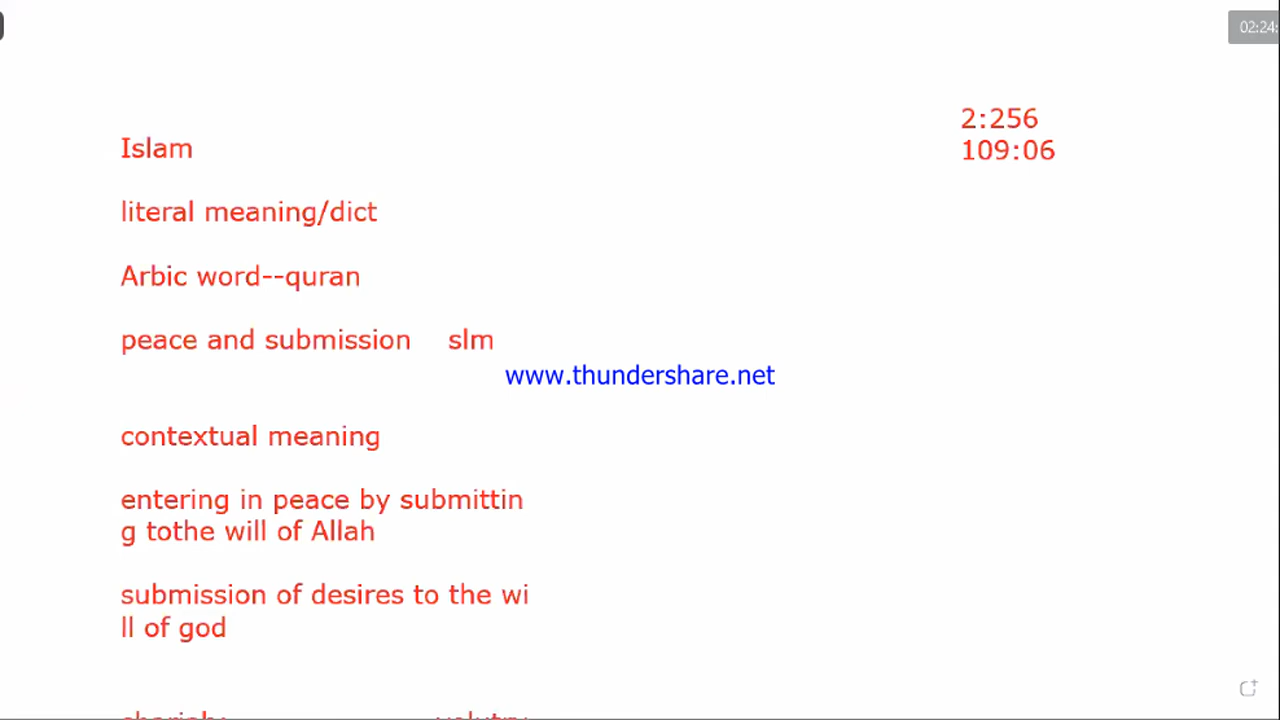 02:24:
2:256
109:06
Islam
literal meaning/dict
Arbic word--quran
peace and submission slm
www.thundershare.net
contextual meaning
entering in peace by submittin
g tothe will of Allah
submission of desires to the wi
ll of god